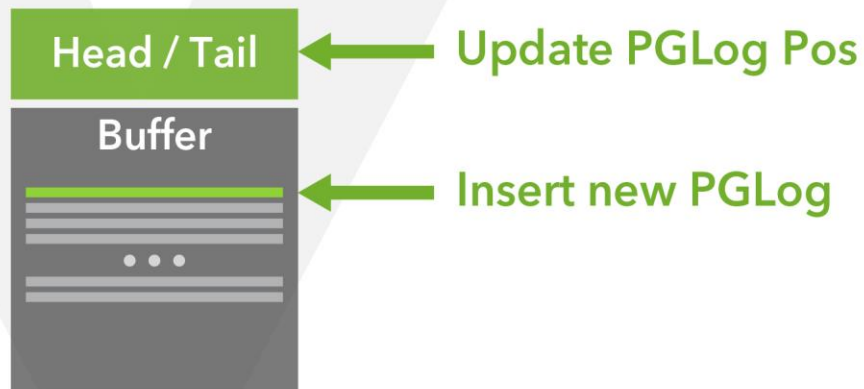 Head / Tail
Update PGLog Pos
Buffer
Insert new PGLog